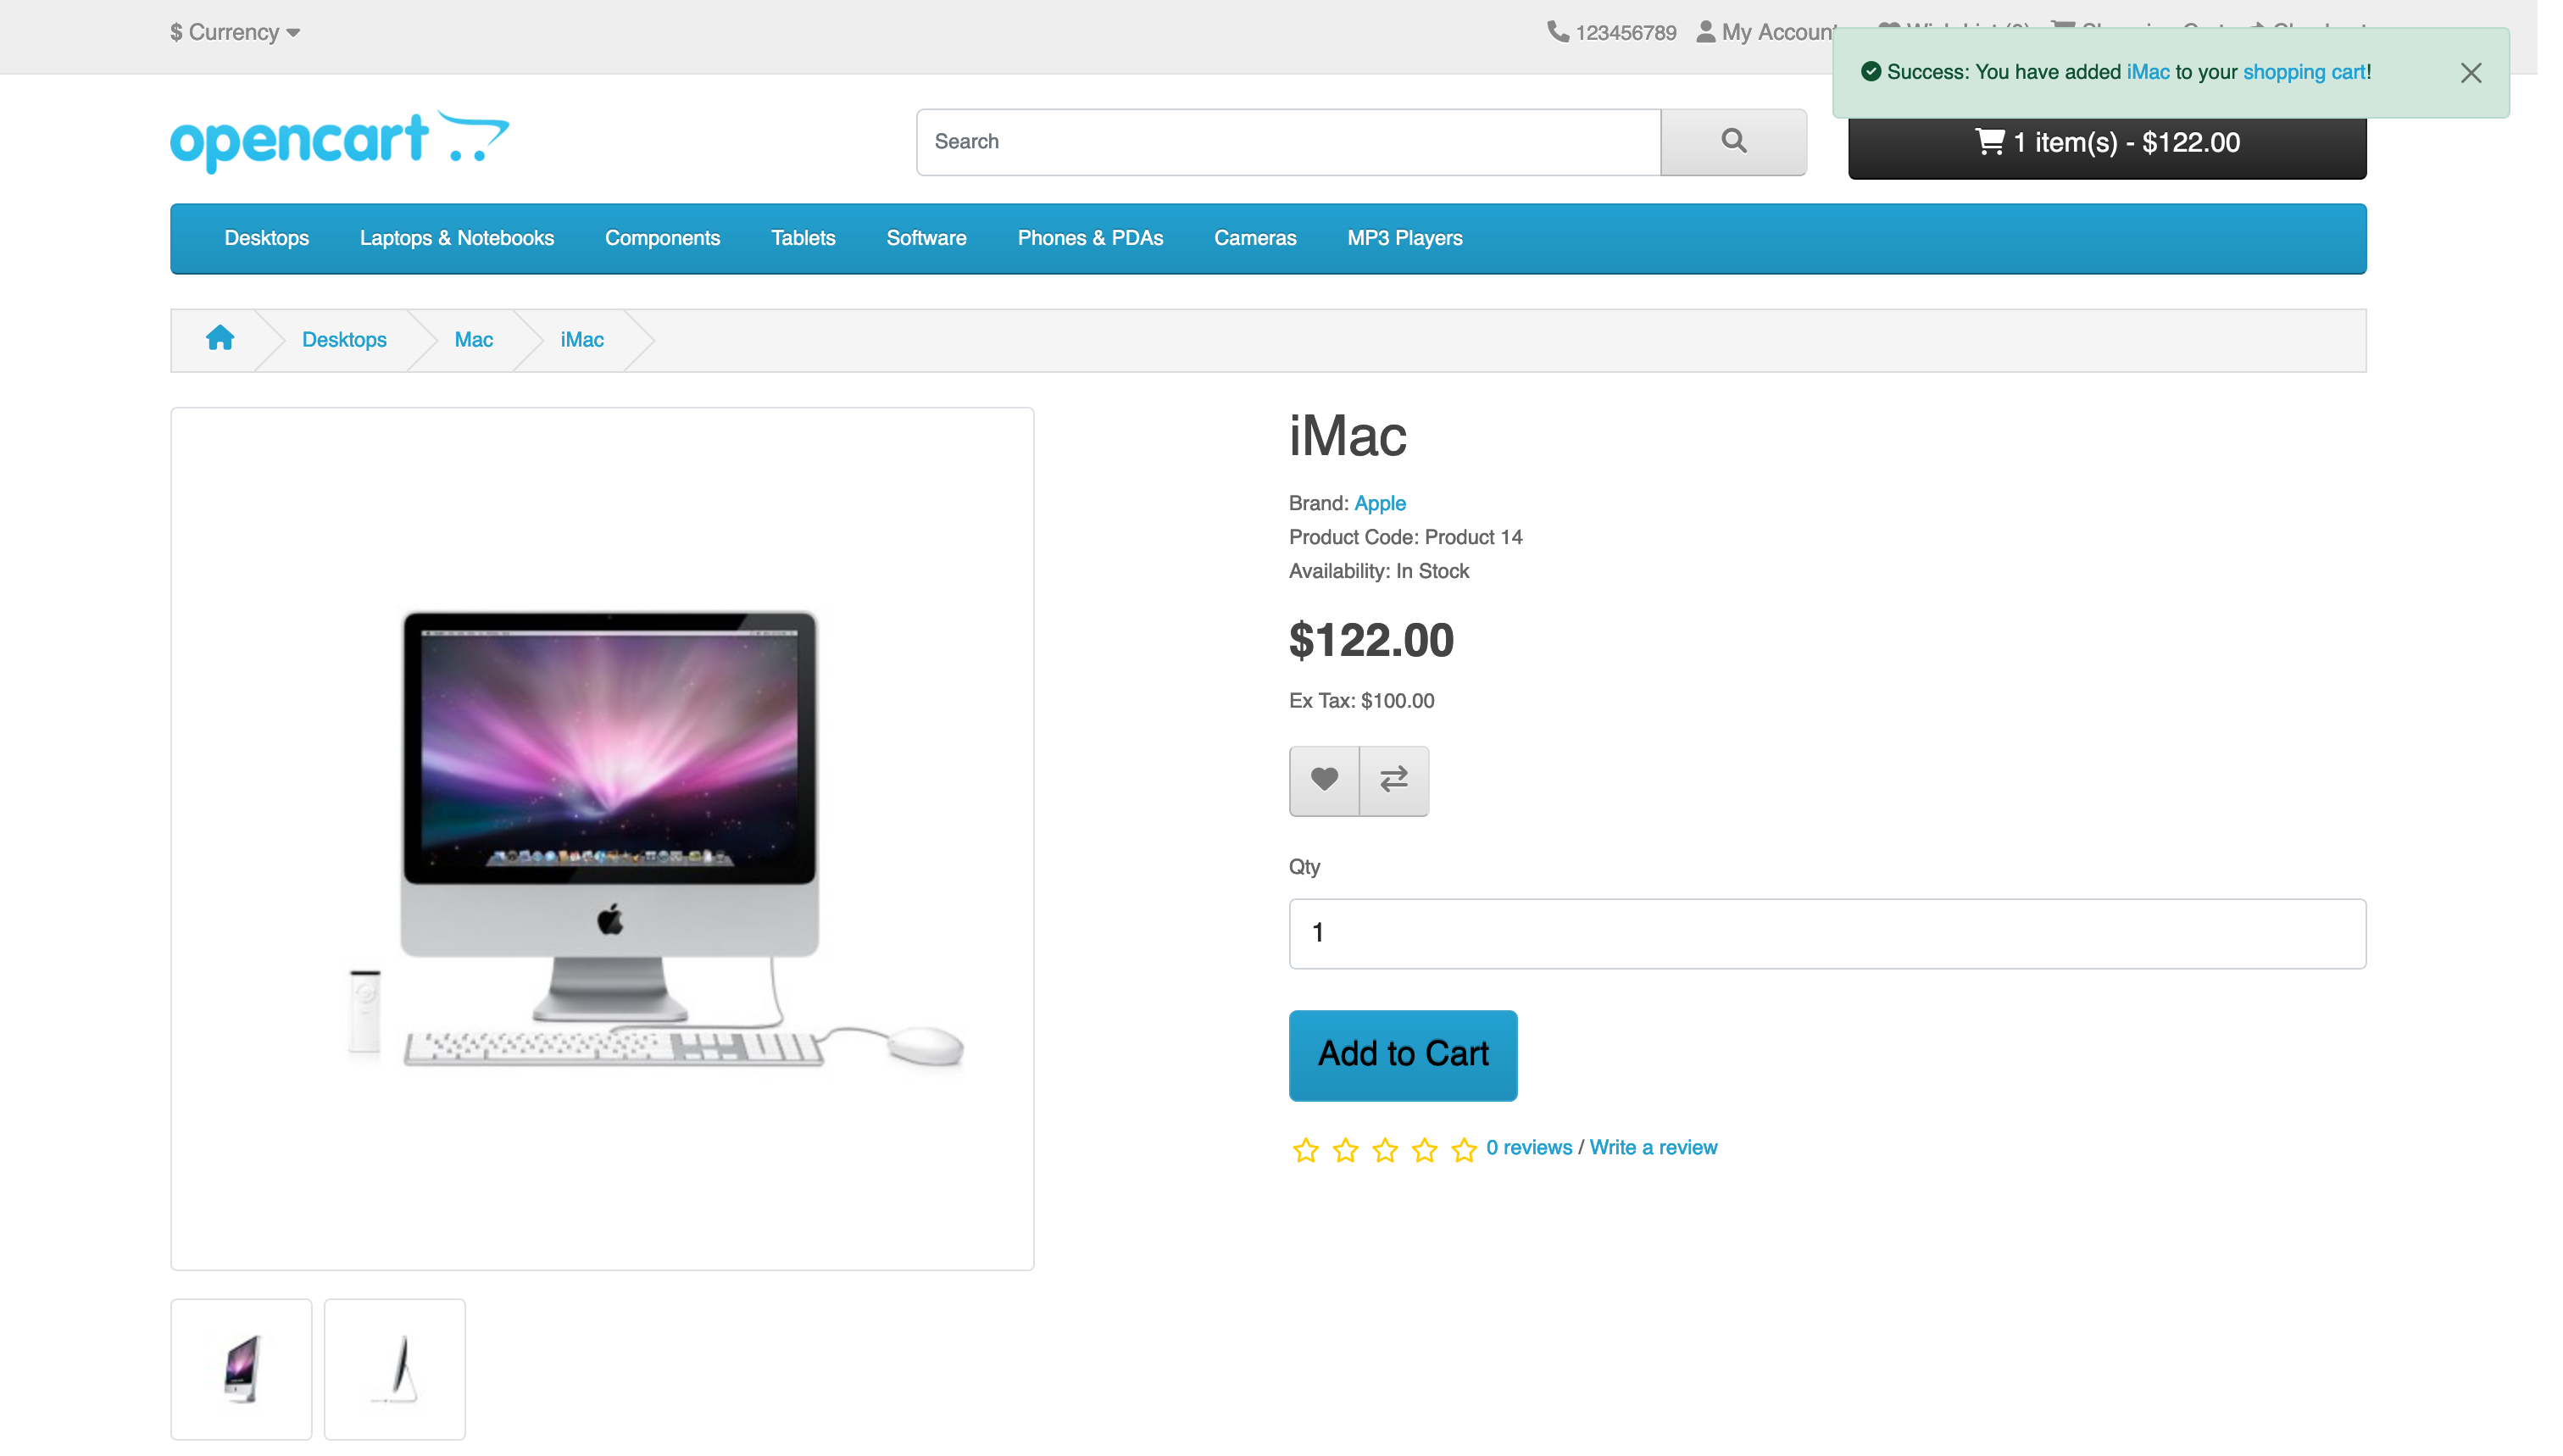 $ Currency
123456789 My Account
Success: You have added iMac to your shopping cart!
opencart
Search
1 item(s) - $122.00
Desktops Laptops & Notebooks Components Tablets Software Phones & PDAs Cameras MP3 Players
Desktops Mac iMac
iMac
Brand: Apple
Product Code: Product 14
Availability: In Stock
$122.00
Ex Tax: $100.00
Qty
1
Add to Cart
0 reviews / Write a review